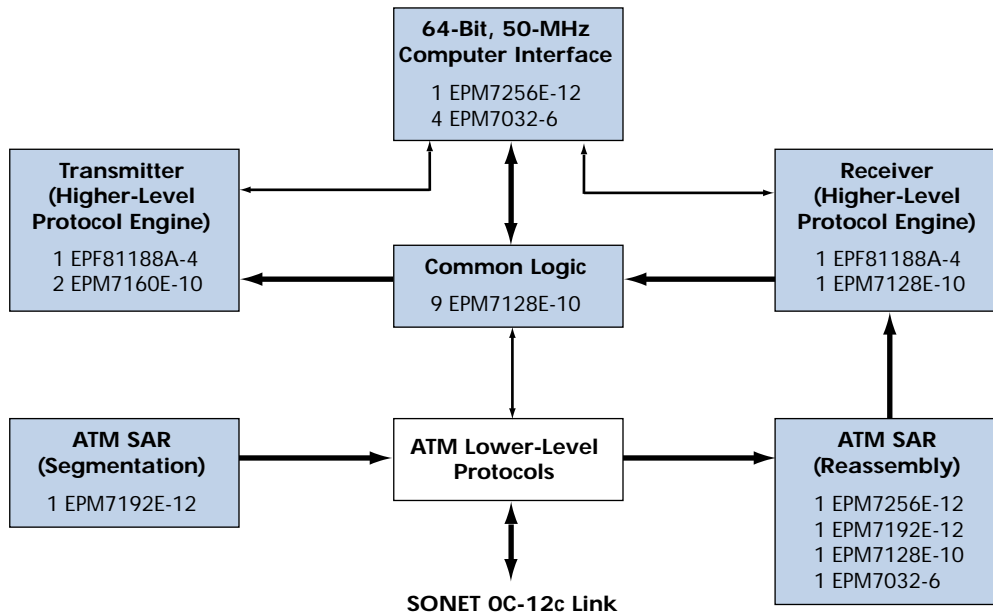 64-Bit, 50-MHz
Computer Interface
1 EPM7256E-12
4 EPM7032-6
Transmitter
(Higher-Level
Protocol Engine)
1 EPF81188A-4
2 EPM7160E-10
Common Logic
9 EPM7128E-10
Receiver
(Higher-Level
Protocol Engine)
1 EPF81188A-4
1 EPM7128E-10
ATM SAR
(Segmentation)
1 EPM7192E-12
ATM Lower-Level
Protocols
ATM SAR
(Reassembly)
1 EPM7256E-12
1 EPM7192E-12
1 EPM7128E-10
1 EPM7032-6
SONET 0C-12c Link